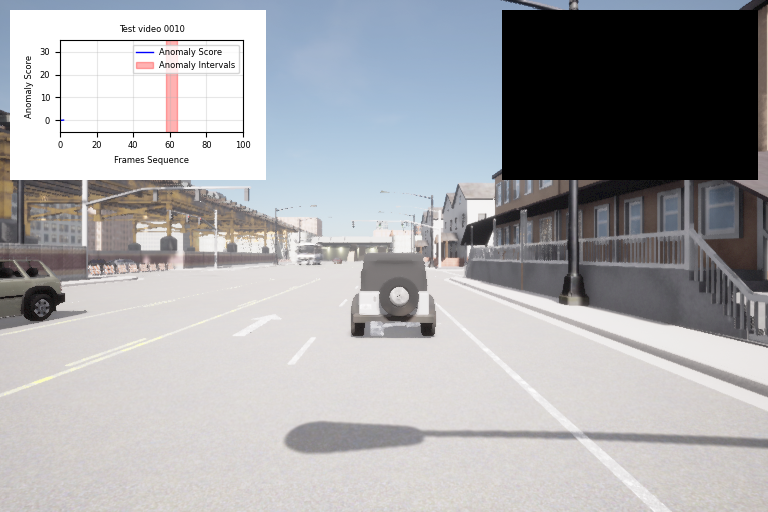 Test video 0010
Anomaly Score
Anomaly Intervals
30
20
10
0
Anomaly Score
0 20 40 60 80 100
Frames Sequence